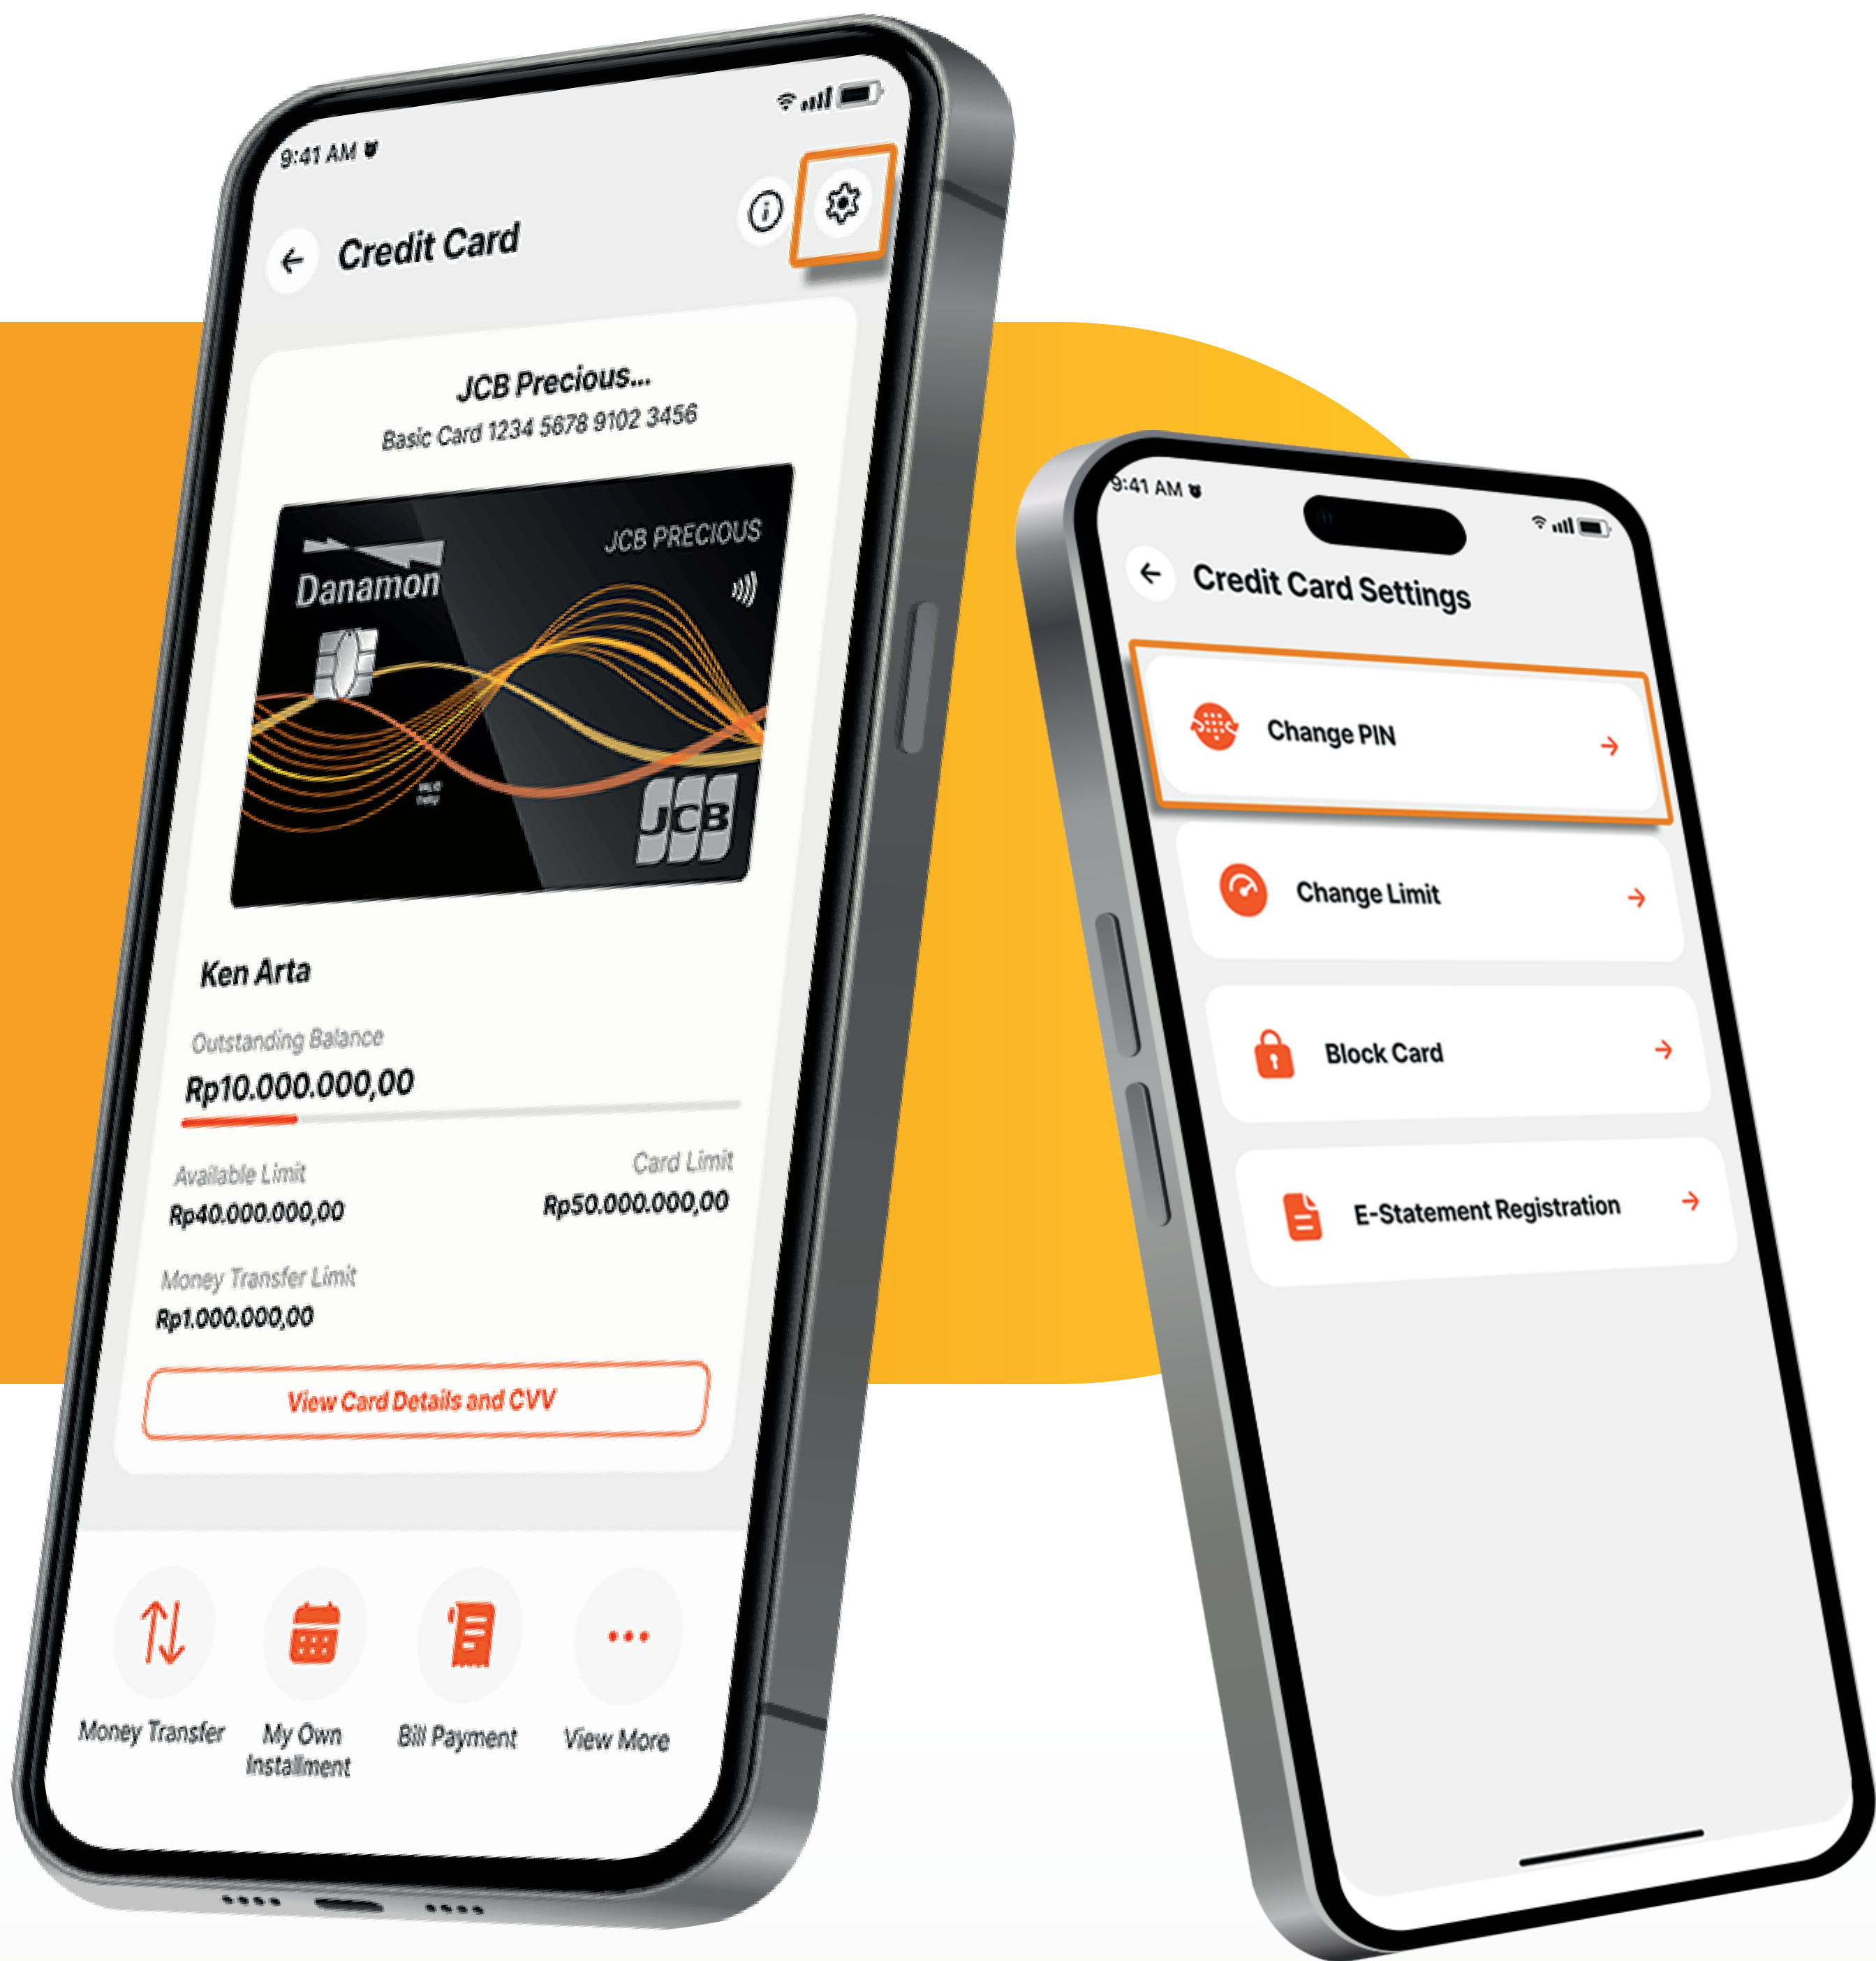 9:41 AM
Credit Card
JCB Precious...
Basic Card 1234 5678 9102 3456
Danamon
JCB PRECIOUS
JCB
Ken Arta
Outstanding Balance
Rp10.000.000,00
Available Limit
Card Limit
Rp40.000.000,00
Rp50.000.000,00
Money Transfer Limit
Rp1.000.000,00
View Card Details and CVV
Money Transfer
My Own
Installment
Bill Payment
View More
9:41 AM
Credit Card Settings
Change PIN
Change Limit
Block Card
E-Statement Registration